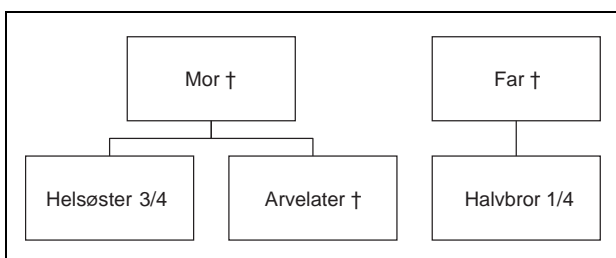 Mor †
Far †
Helsøster 3/4
Arvelater †
Halvbror 1/4